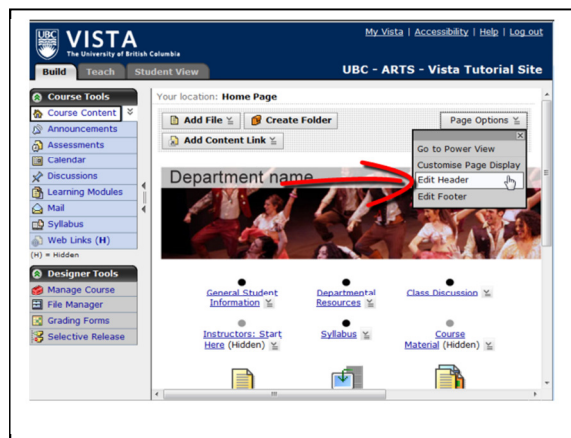 UBC
VISTA
The University of British Columbia
My Vista | Accessibility | Help | Log out
Build Teach Student View
UBC - ARTS - Vista Tutorial Site
Course Tools
Course Content
Announcements
Assessments
Calendar
Discussions
Learning Modules
Mail
Syllabus
Web Links (H)
(H) = Hidden
Designer Tools
Manage Course
File Manager
Grading Forms
Selective Release
Your location: Home Page
Add File Create Folder Page Options
Add Content Link
Go to Power View
Customise Page Display
Edit Header
Edit Footer
Department name
General Student
Information
Departmental
Resources
Class Discussion
Instructors: Start
Here (Hidden)
Syllabus
Course
Material (Hidden)